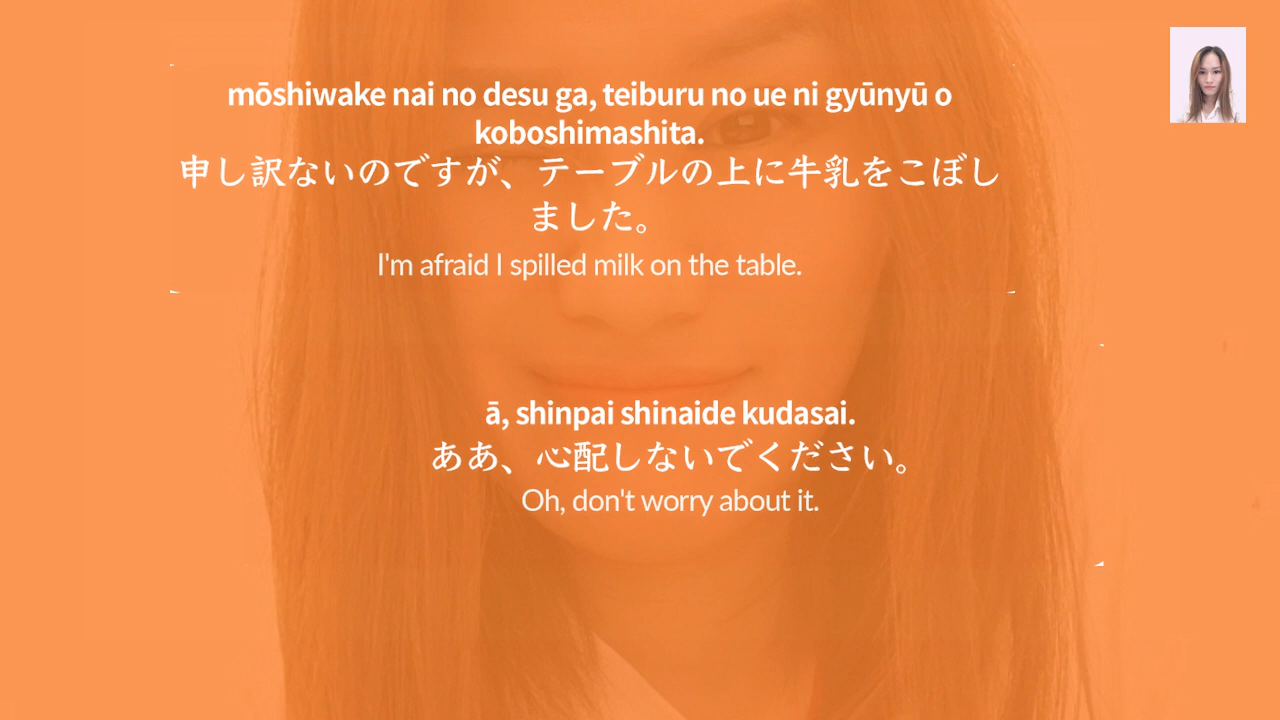 mōshiwake nai no desu ga, teiburu no ue ni gyūnyū o
koboshimashita.
申し訳ないのですが、テーブルの上に牛乳をこぼし
ました。
I'm afraid I spilled milk on the table.
ā, shinpai shinaide kudasai.
ああ、心配しないでください。
Oh, don't worry about it.